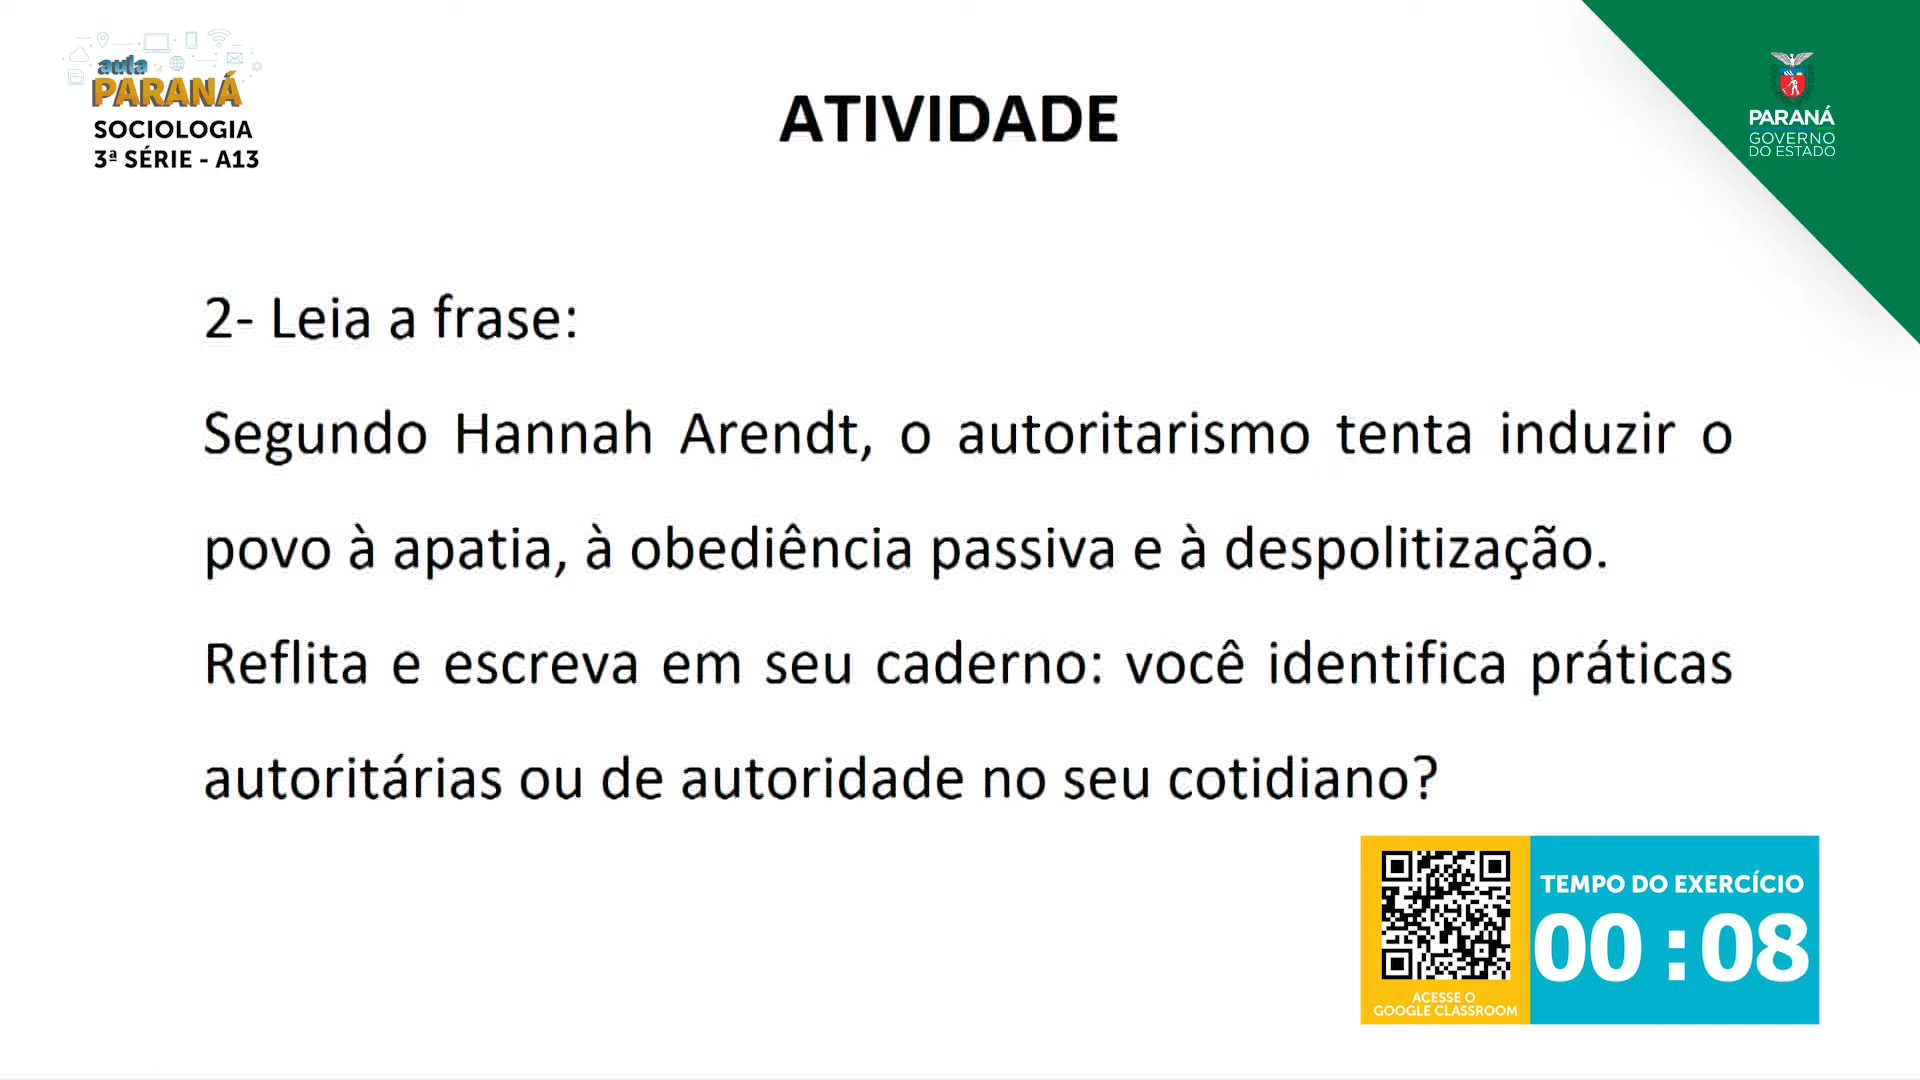 aula
PARANÁ
SOCIOLOGIA
3ª SÉRIE - A13
ATIVIDADE
PARANÁ
GOVERNO
DO ESTADO
2- Leia a frase:
Segundo Hannah Arendt, o autoritarismo tenta induzir o
povo à apatia, à obediência passiva e à despolitização.
Reflita e escreva em seu caderno: você identifica práticas
autoritárias ou de autoridade no seu cotidiano?
TEMPO DO EXERCÍCIO
00 : 08
ACESSE O
GOOGLE CLASSROOM